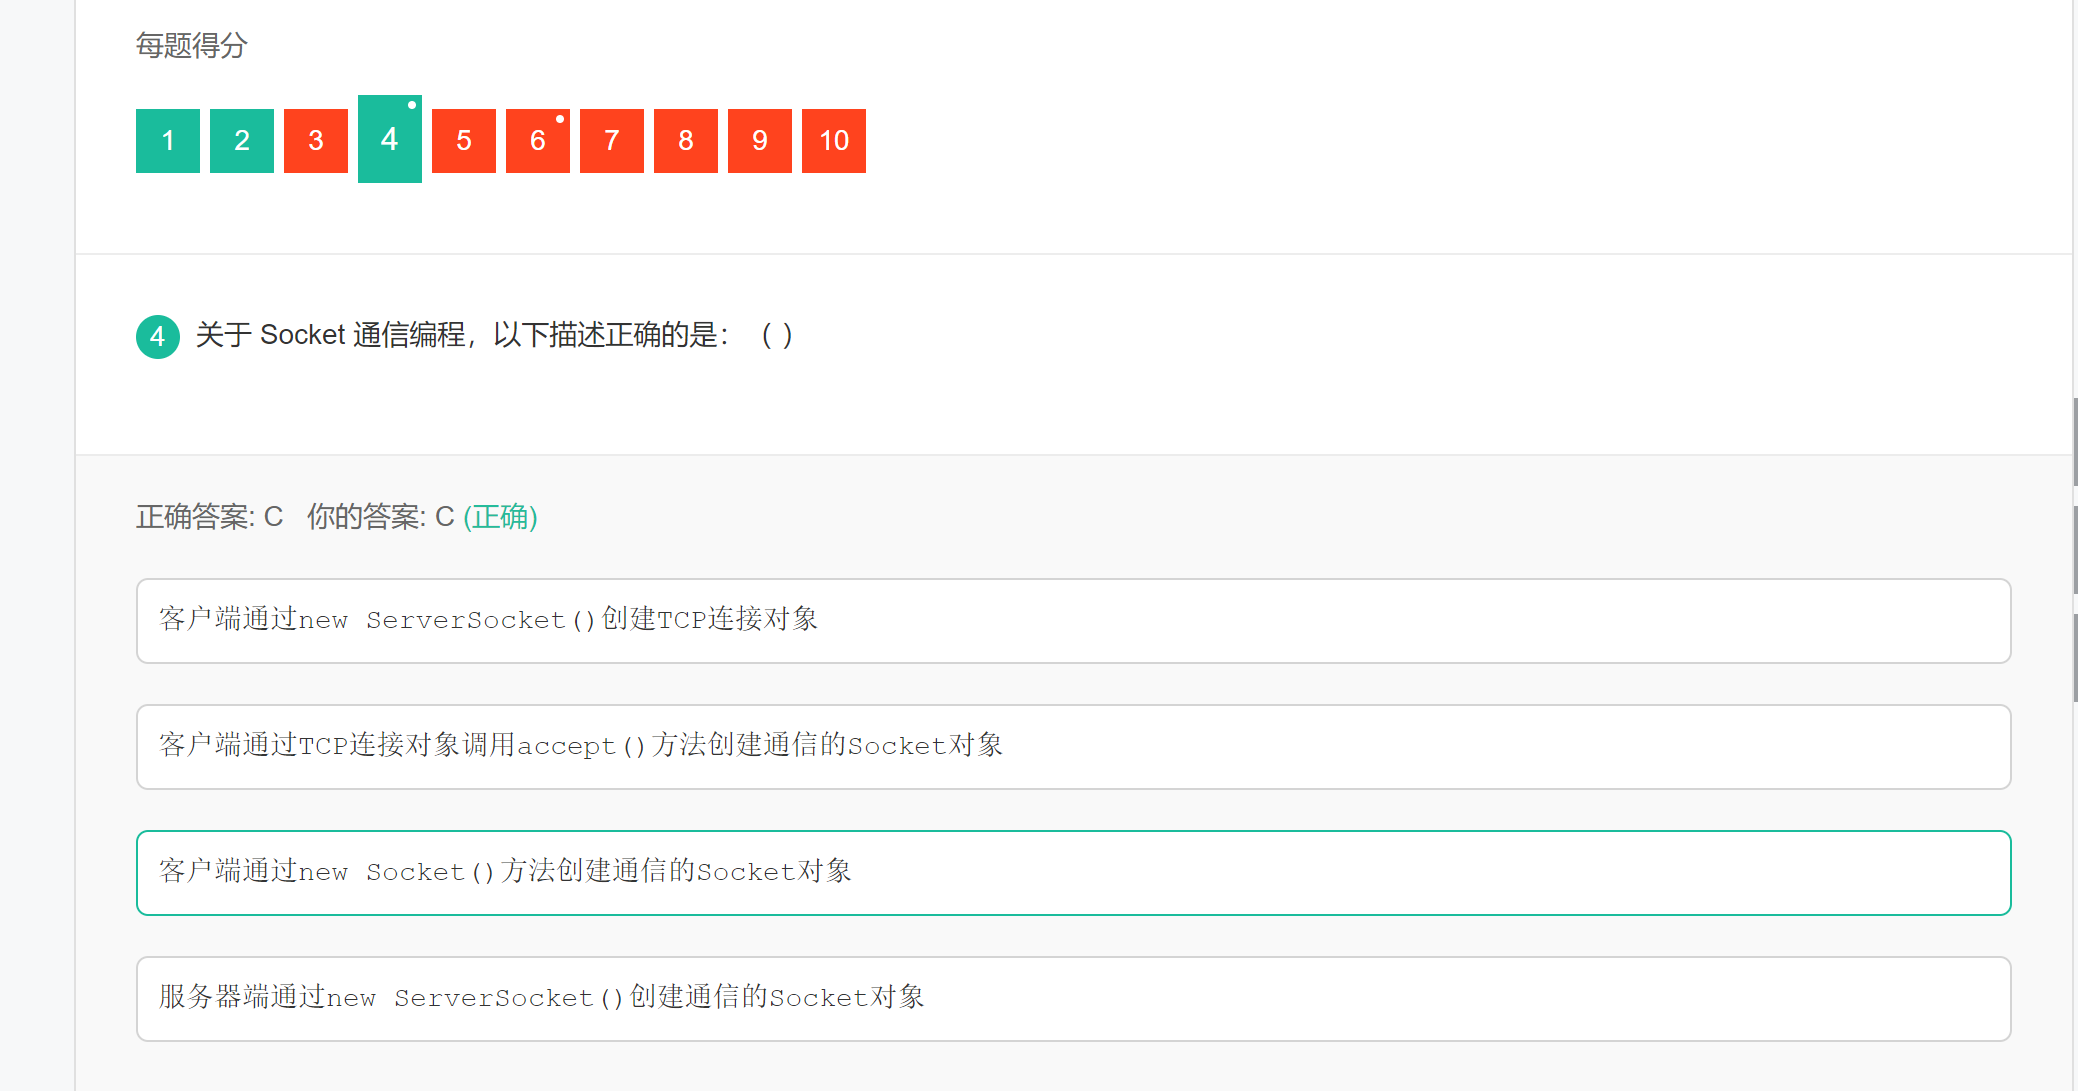 每题得分
1 2 3 4 5 6 7 8 9 10
4 关于 Socket 通信编程，以下描述正确的是：（ ）
正确答案: C 你的答案: C (正确)
客户端通过new ServerSocket()创建TCP连接对象
客户端通过TCP连接对象调用accept()方法创建通信的Socket对象
客户端通过new Socket()方法创建通信的Socket对象
服务器端通过new ServerSocket()创建通信的Socket对象